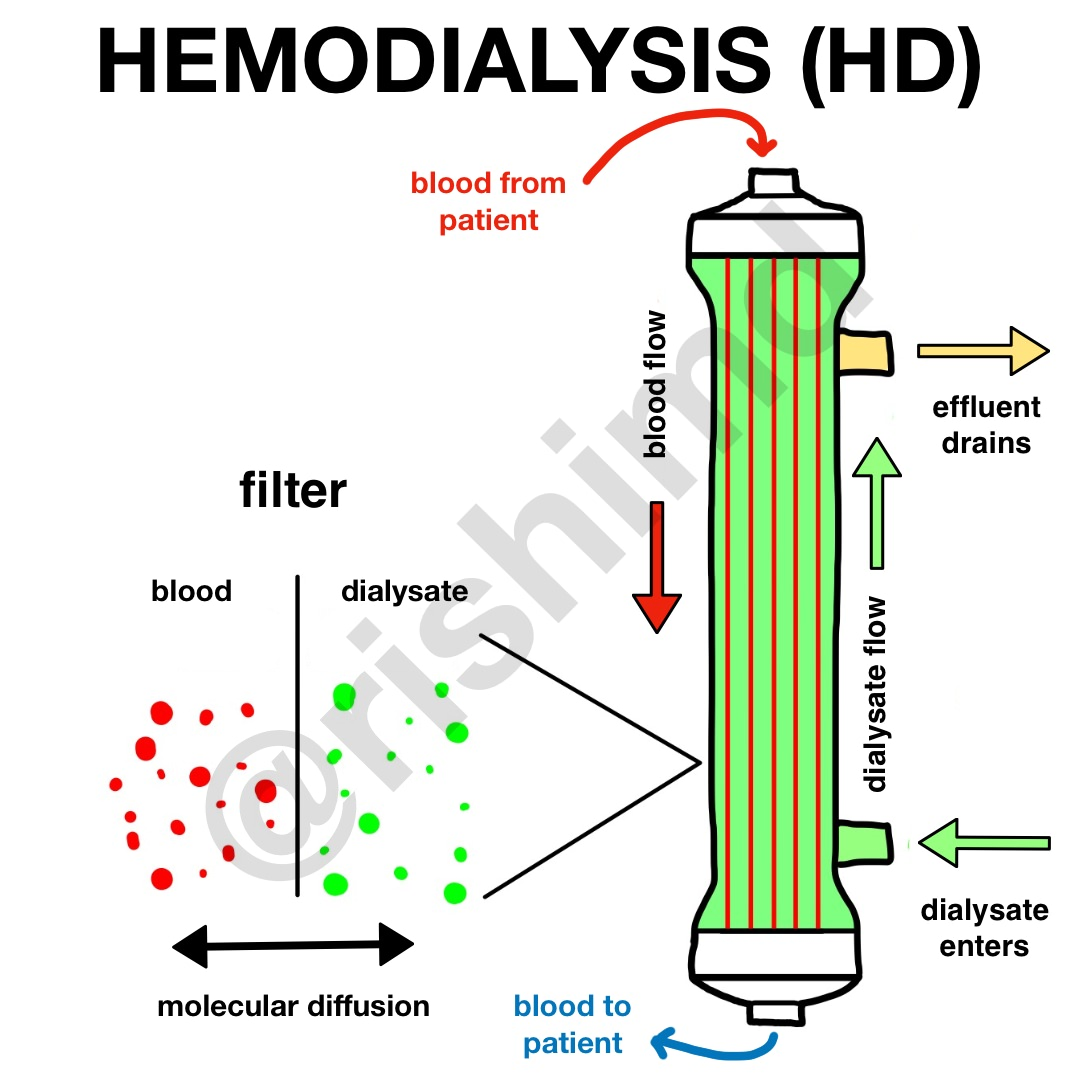 HEMODIALYSIS (HD)
blood from
patient
blood flow
effluent
drains
filter
blood
dialysate
dialysate flow
dialysate
enters
molecular diffusion
blood to
patient
@rishimd